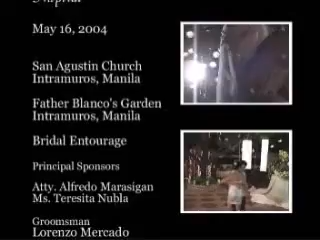 Nuptial
May 16, 2004
San Agustin Church
Intramuros, Manila
Father Blanco's Garden
Intramuros, Manila
Bridal Entourage
Principal Sponsors
Atty. Alfredo Marasigan
Ms. Teresita Nubla
Groomsman
Lorenzo Mercado